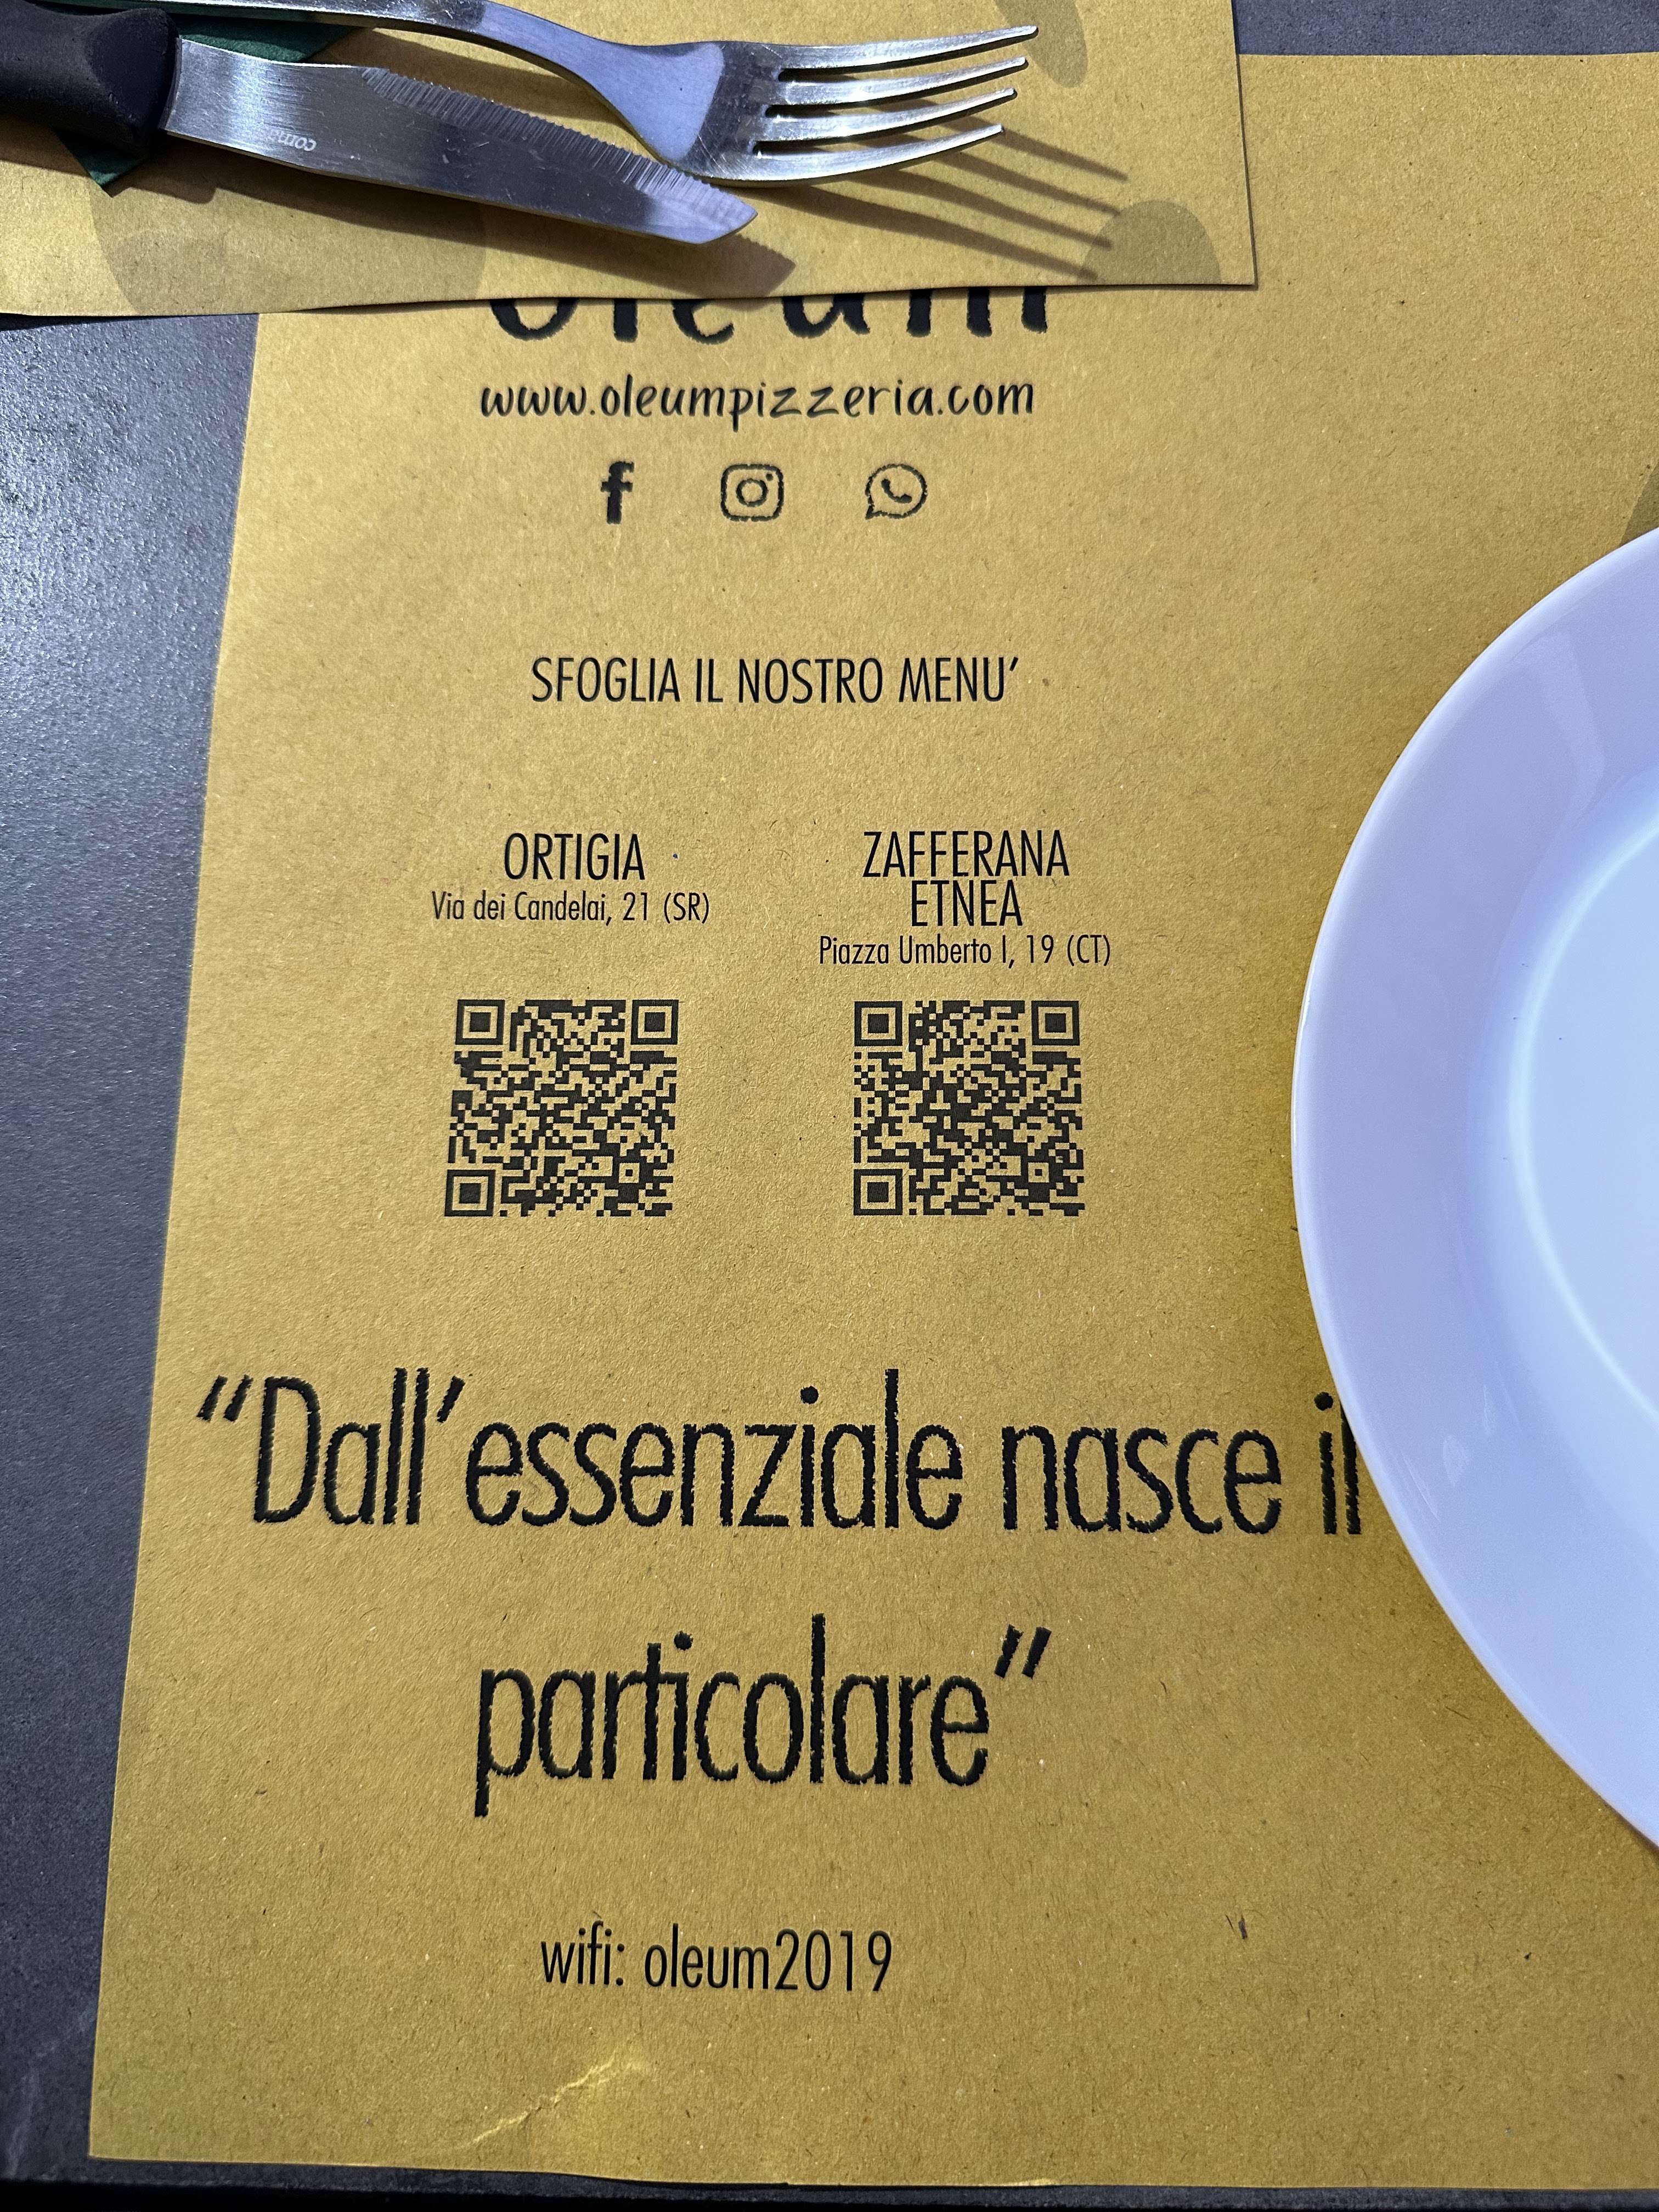 oleum
www.oleumpizzeria.com
SFOGLIA IL NOSTRO MENU'
ORTIGIA
Via dei Candelai, 21 (SR)
ZAFFERANA
ETNEA
Piazza Umberto I, 19 (CT)
“Dall’essenziale nasce il
particolare”
wifi: oleum2019